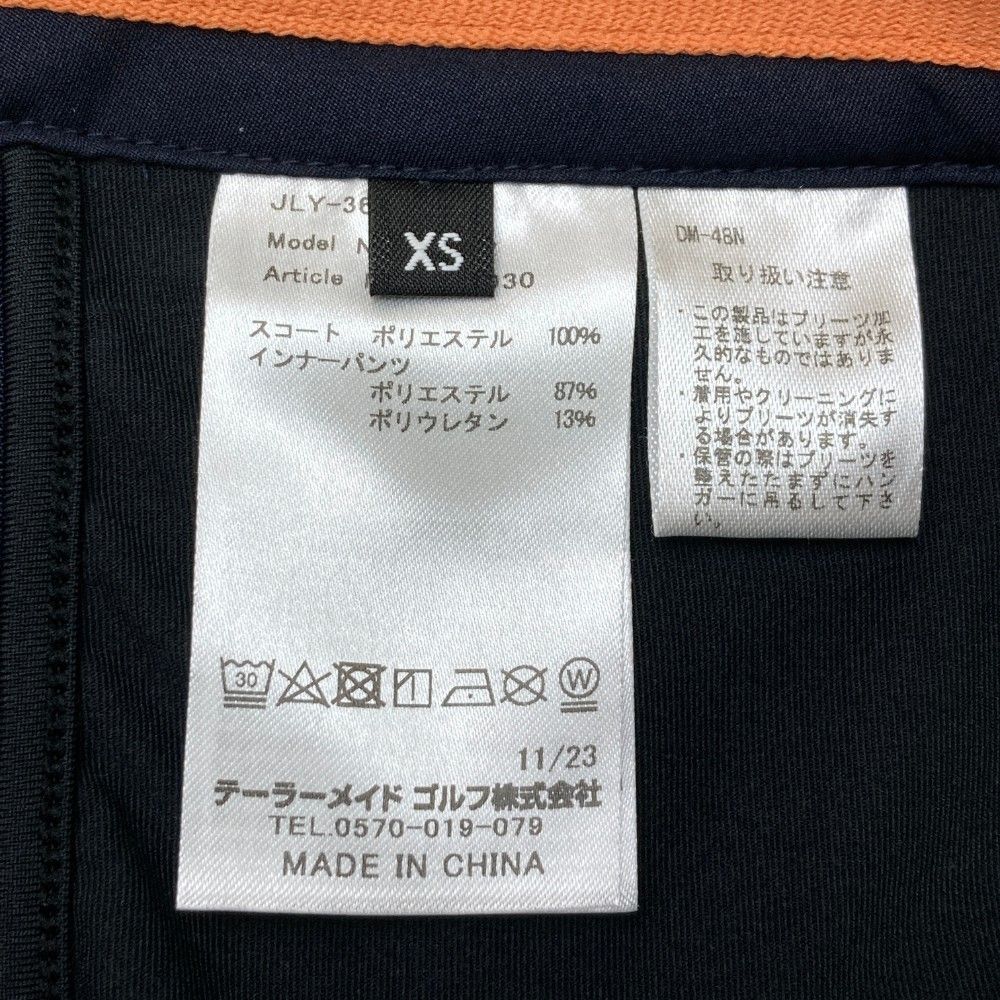 JLY-36
Model
XS
Article
030
スコート ポリエステル 100%
インナーパンツ
ポリエステル 87%
ポリウレタン 13%
30
W
11/23
テーラーメイド ゴルフ株式会社
TEL.0570-019-079
MADE IN CHINA
DM-48N
取り扱い注意
・この製品はプリーツ加
工を施していますが永
久的なものではありま
せん。
・着用やクリーニングに
よりプリーツが消失す
る場合があります。
・保管の際はプリーツを
整えたたまずにハン
ガーに吊るして下さ
い。